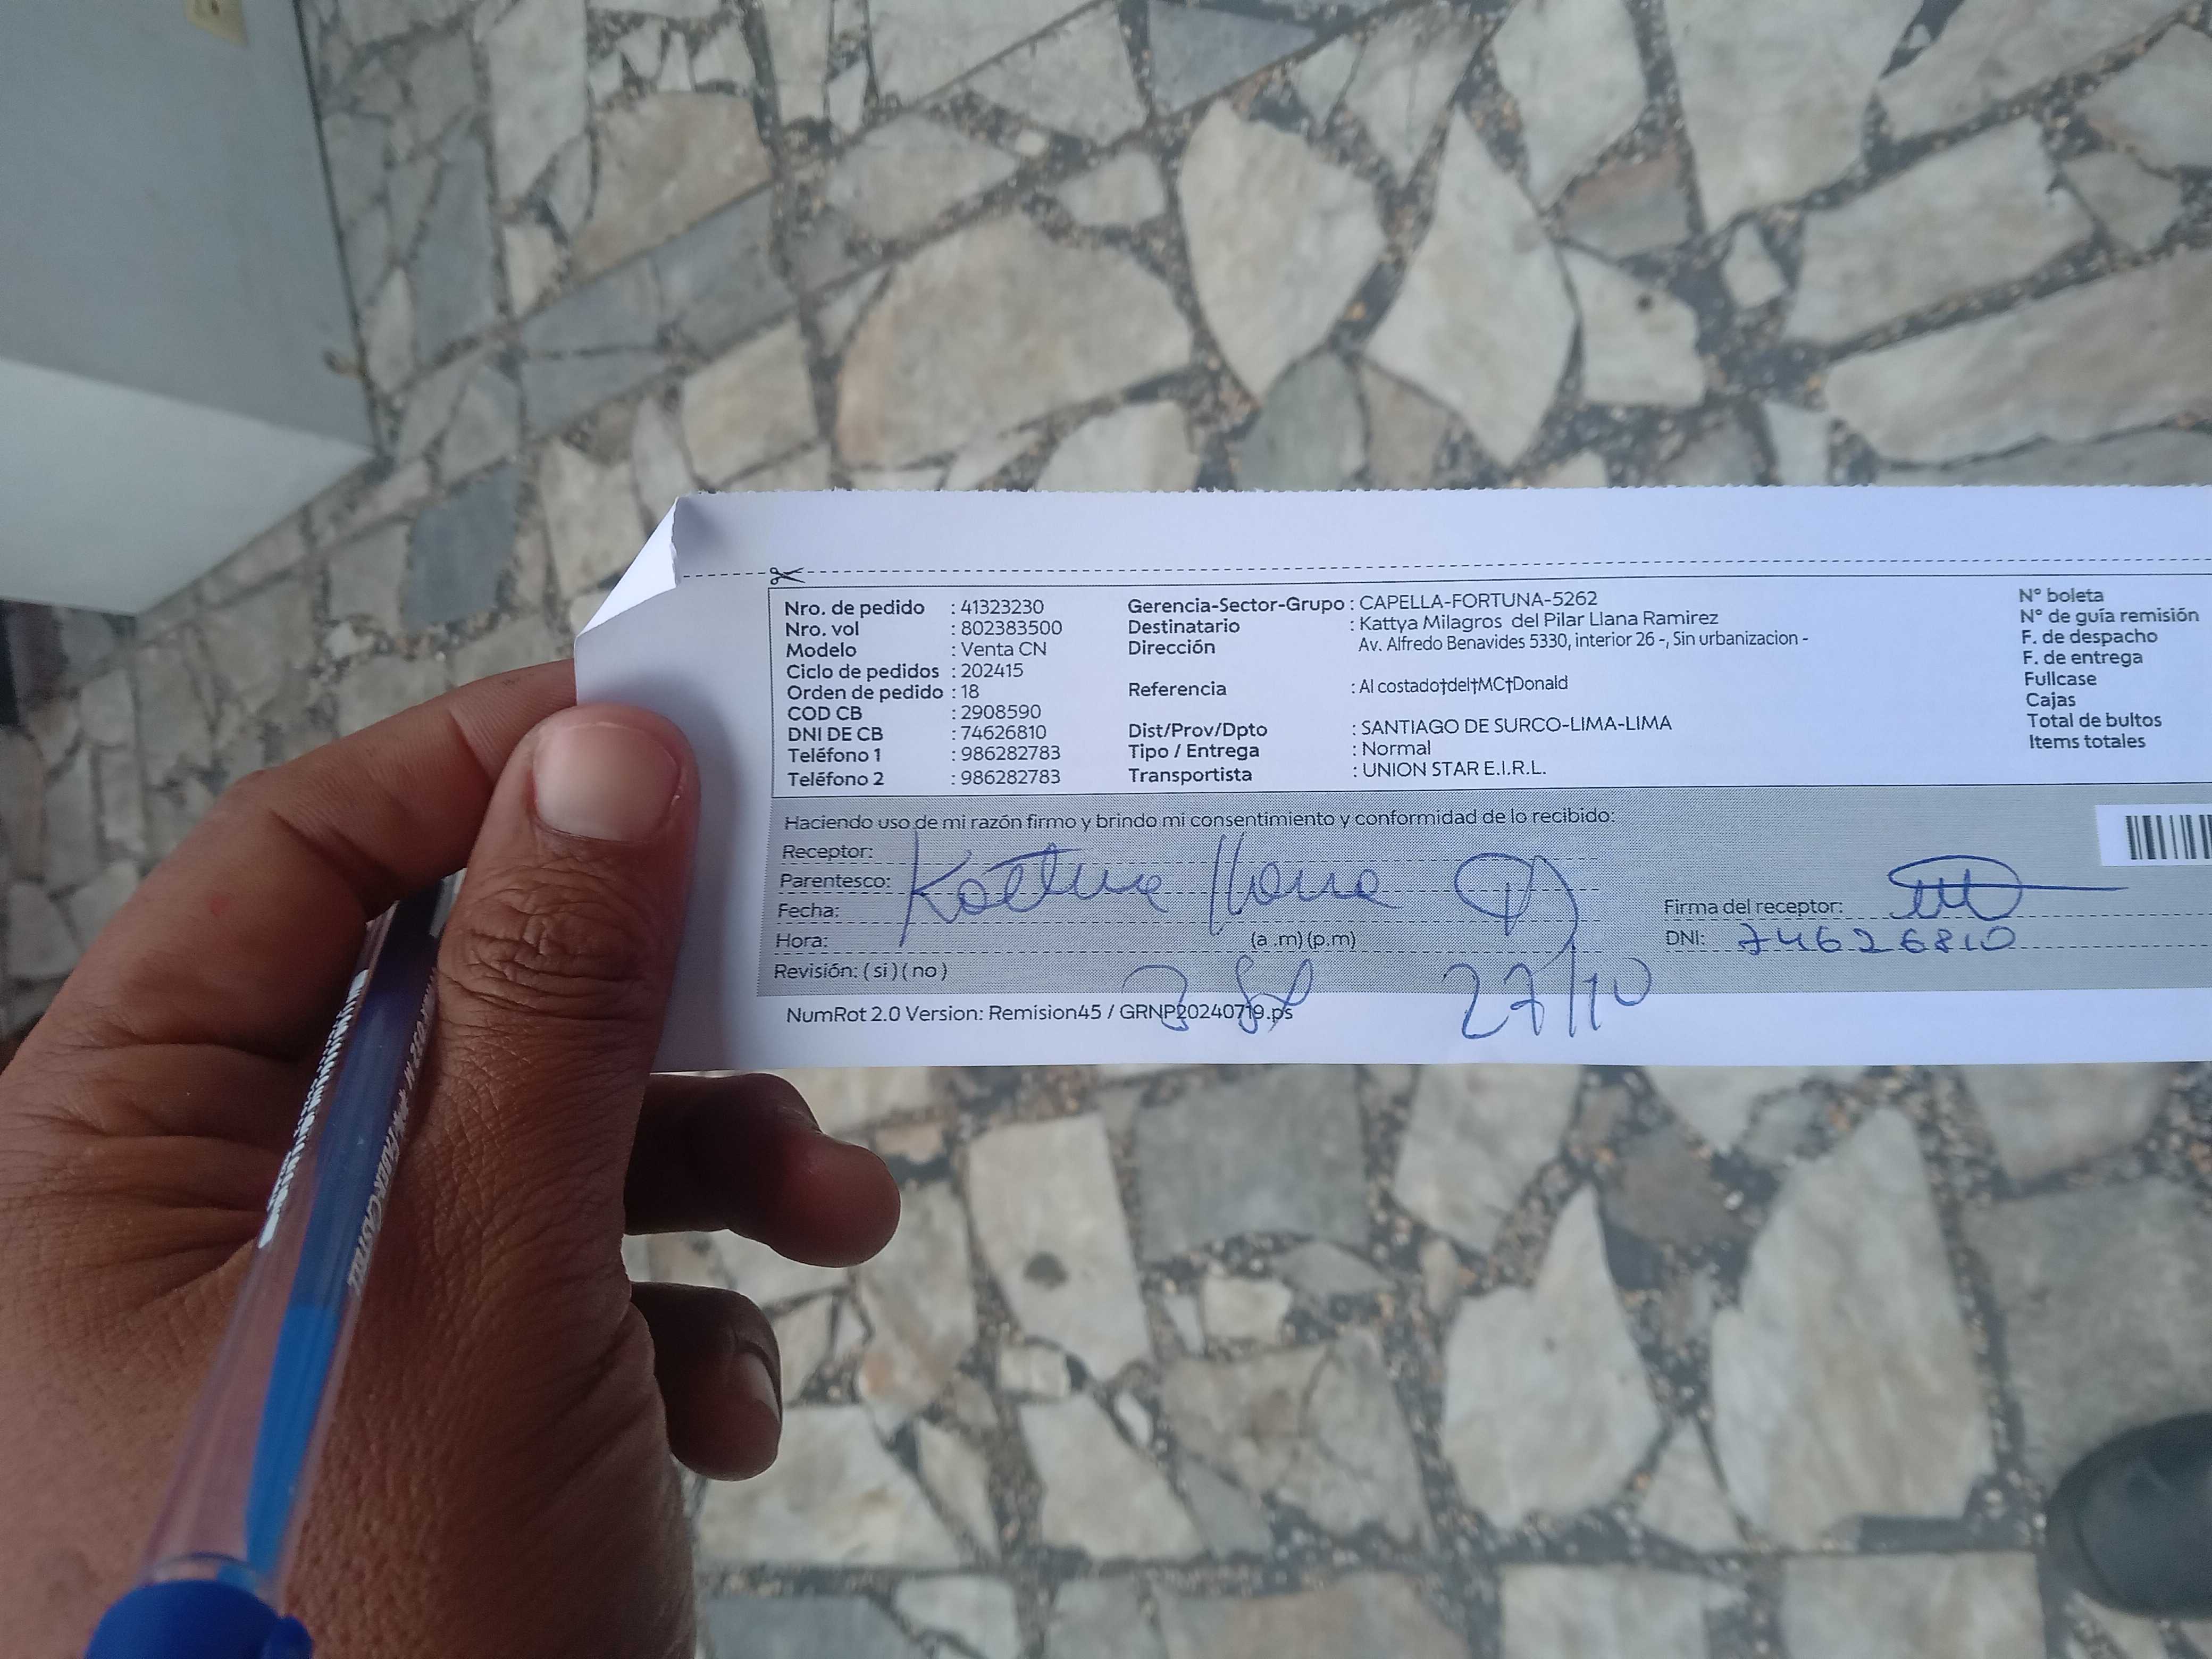 Nro. de pedido : 41323230
Nro. vol : 802383500
Modelo : Venta CN
Ciclo de pedidos : 202415
Orden de pedido : 18
COD CB : 2908590
DNI DE CB : 74626810
Teléfono 1 : 986282783
Teléfono 2 : 986282783
Gerencia-Sector-Grupo : CAPELLA-FORTUNA-5262
Destinatario : Kattya Milagros del Pilar Llana Ramirez
Dirección Av. Alfredo Benavides 5330, interior 26 -, Sin urbanizacion -
Referencia : Al costado†del†MC†Donald
Dist/Prov/Dpto : SANTIAGO DE SURCO-LIMA-LIMA
Tipo / Entrega : Normal
Transportista : UNION STAR E.I.R.L.
N° boleta
N° de guía remisión
F. de despacho
F. de entrega
Fullcase
Cajas
Total de bultos
Items totales
Haciendo uso de mi razón firmo y brindo mi consentimiento y conformidad de lo recibido:
Receptor:
Parentesco: Llana
Fecha:
Hora: (a .m) (p.m)
Revisión: ( si ) ( no )
Firma del receptor:
DNI: 74626810
27/10
NumRot 2.0 Version: Remision45 / GRNP20240719.ps